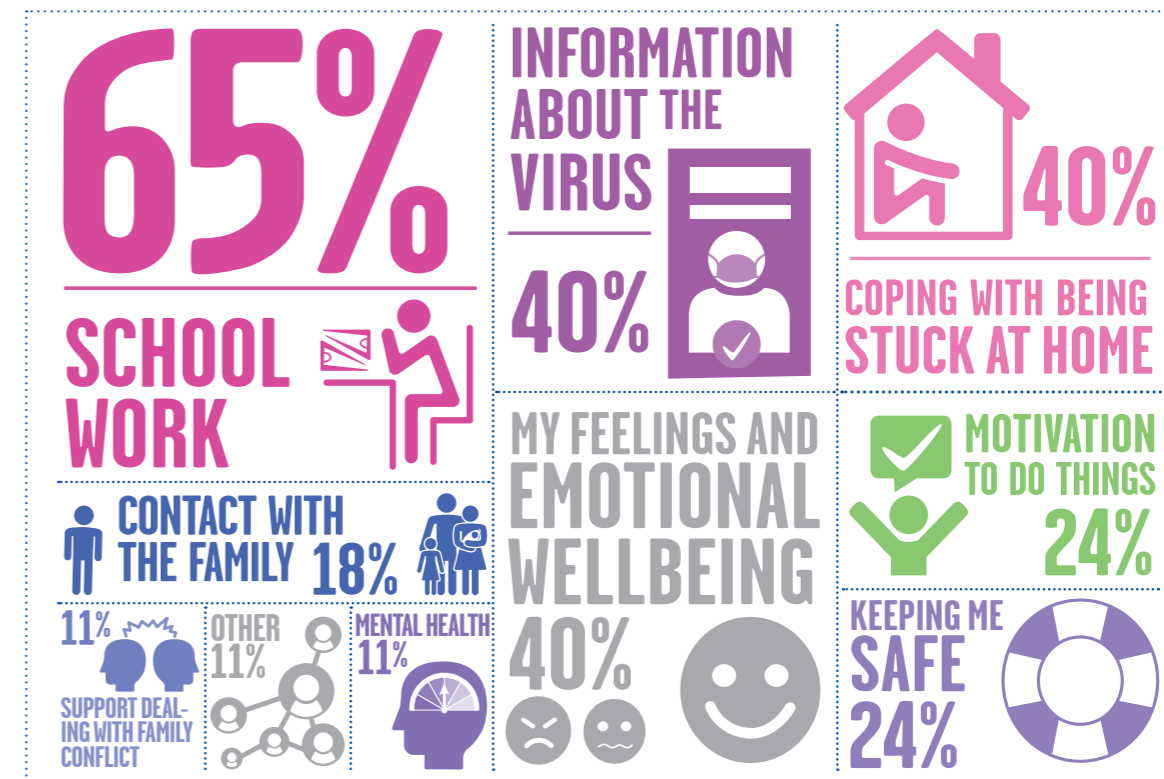 65%
SCHOOL
WORK
INFORMATION
ABOUT THE
VIRUS
40%
40%
COPING WITH BEING
STUCK AT HOME
CONTACT WITH
THE FAMILY 18%
11%
SUPPORT DEAL-
ING WITH FAMILY
CONFLICT
OTHER
11%
MENTAL HEALTH
11%
MY FEELINGS AND
EMOTIONAL
WELLBEING
40%
MOTIVATION
TO DO THINGS
24%
KEEPING ME
SAFE
24%